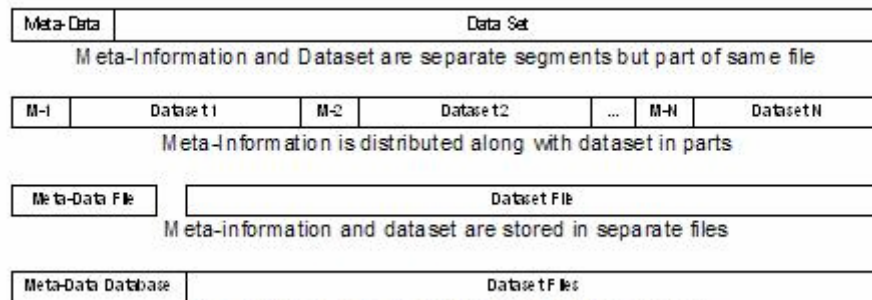 Meta-Data Data Set
Meta-Information and Dataset are separate segments but part of same file
M-1 Dataset 1 M-2 Dataset 2 ... M-N Dataset N
Meta-Information is distributed along with dataset in parts
Meta-Data File Dataset File
Meta-information and dataset are stored in separate files
Meta-Data Database Dataset Files